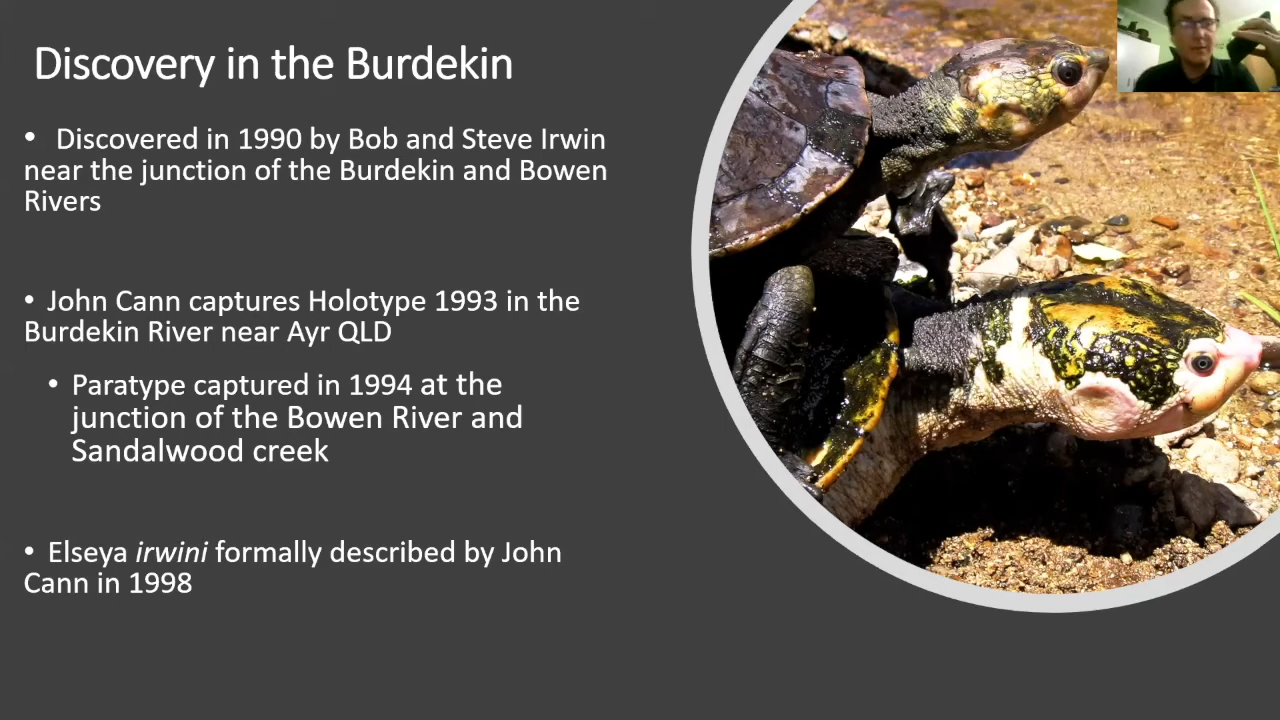 Discovery in the Burdekin
• Discovered in 1990 by Bob and Steve Irwin
near the junction of the Burdekin and Bowen
Rivers
• John Cann captures Holotype 1993 in the
Burdekin River near Ayr QLD
• Paratype captured in 1994 at the
junction of the Bowen River and
Sandalwood creek
• Elseya irwini formally described by John
Cann in 1998